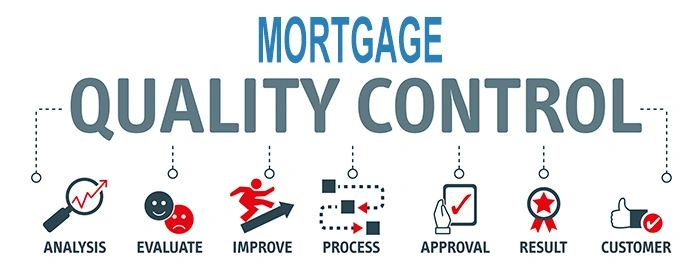 MORTGAGE
QUALITY CONTROL
ANALYSIS EVALUATE IMPROVE PROCESS APPROVAL RESULT CUSTOMER